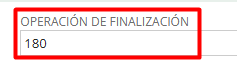 OPERACIÓN DE FINALIZACIÓN
180